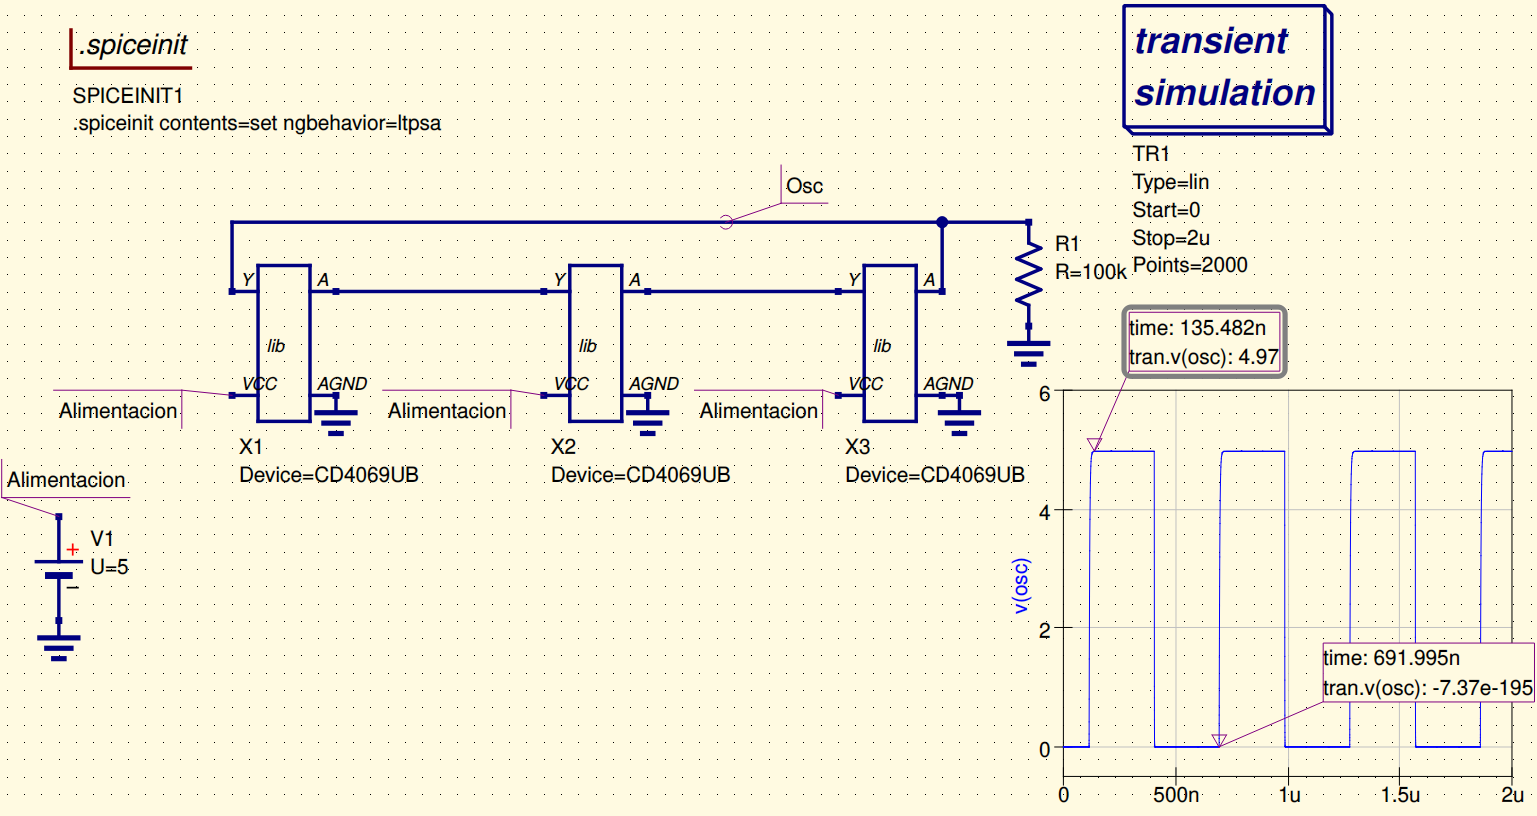 .spiceinit
SPICEINIT1
.spiceinit contents=set ngbehavior=ltpsa
transient
simulation
TR1
Type=lin
Start=0
Stop=2u
Points=2000
Osc
R1
R=100k
Y
A
lib
VCC
AGND
Y
A
lib
VCC
AGND
Y
A
lib
VCC
AGND
Alimentacion
Alimentacion
Alimentacion
X1
Device=CD4069UB
X2
Device=CD4069UB
X3
Device=CD4069UB
Alimentacion
V1
U=5
+
−
time: 135.482n
tran.v(osc): 4.97
6
4
2
0
v(osc)
time: 691.995n
tran.v(osc): -7.37e-195
0
500n
1u
1.5u
2u